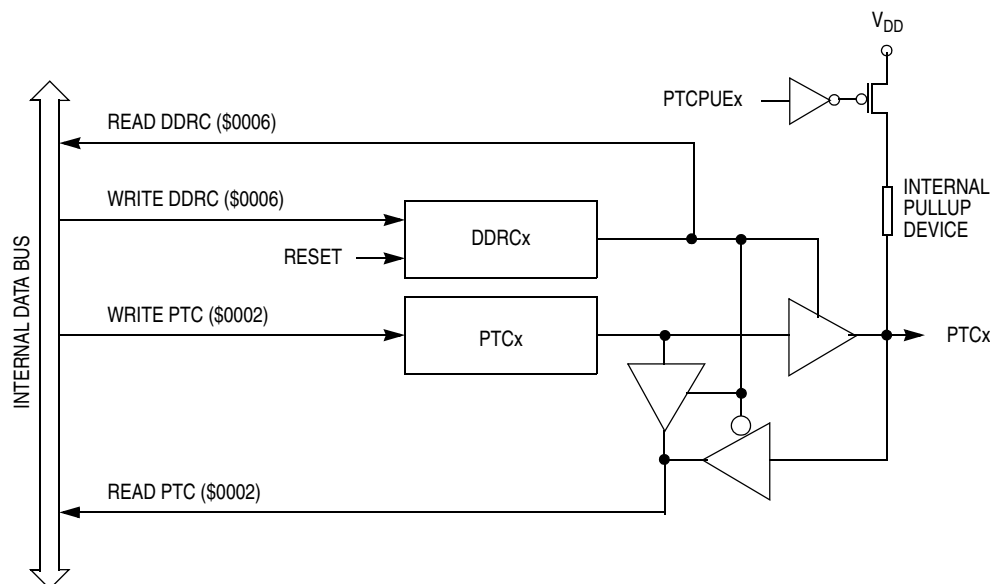 VDD
PTCPUEx
READ DDRC ($0006)
WRITE DDRC ($0006)
INTERNAL
PULLUP
DEVICE
DDRCx
RESET
WRITE PTC ($0002)
PTCx
PTCx
INTERNAL DATA BUS
READ PTC ($0002)